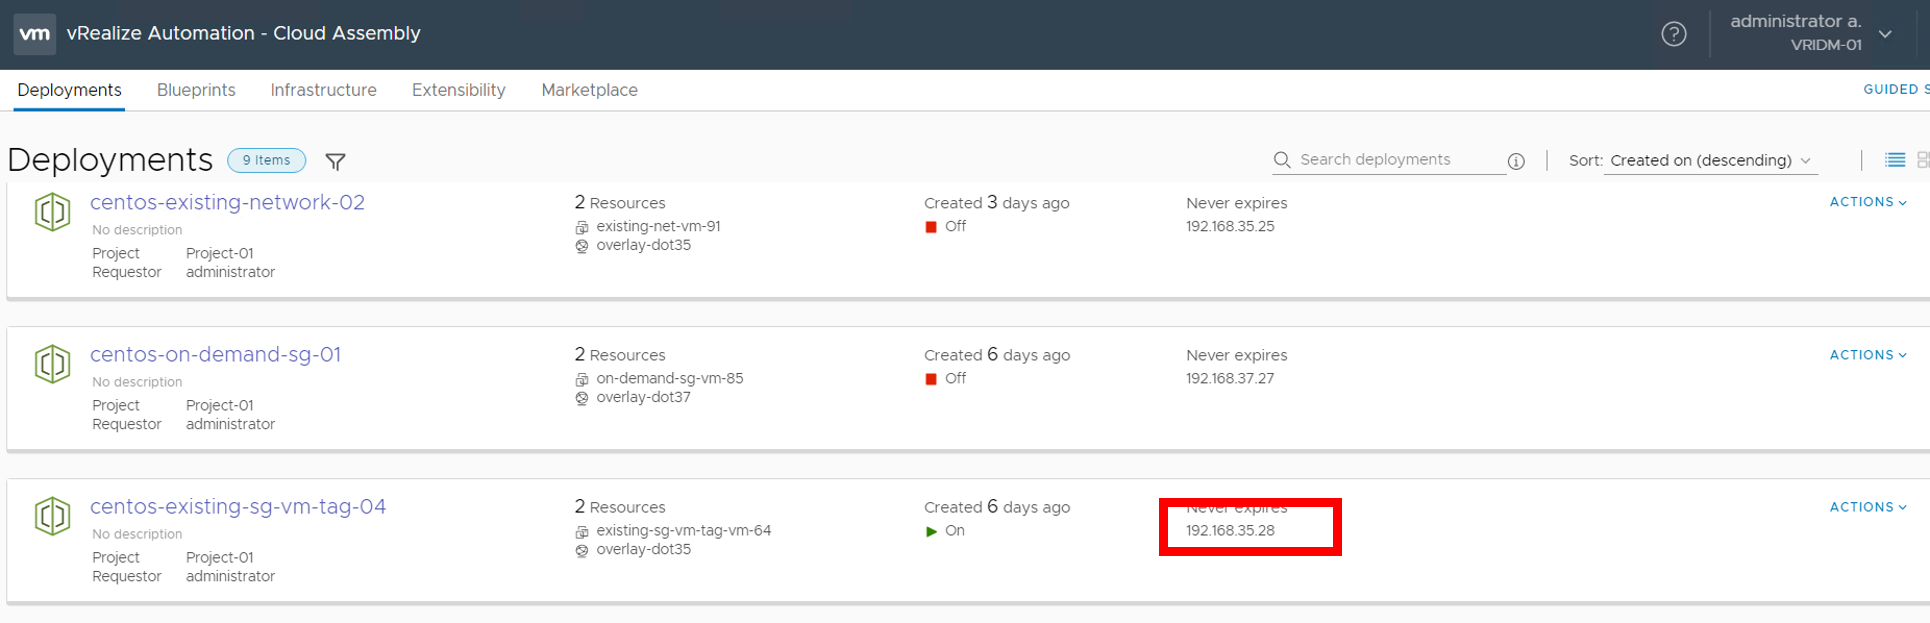 vm vRealize Automation - Cloud Assembly
administrator a.
VRIDM-01
Deployments Blueprints Infrastructure Extensibility Marketplace
GUIDED S
Deployments 9 Items
Search deployments
Sort: Created on (descending)
centos-existing-network-02 2 Resources Created 3 days ago Never expires ACTIONS
No description existing-net-vm-91 Off 192.168.35.25
overlay-dot35
Project Project-01
Requestor administrator
centos-on-demand-sg-01 2 Resources Created 6 days ago Never expires ACTIONS
No description on-demand-sg-vm-85 Off 192.168.37.27
overlay-dot37
Project Project-01
Requestor administrator
centos-existing-sg-vm-tag-04 2 Resources Created 6 days ago Never expires ACTIONS
No description existing-sg-vm-tag-vm-64 On 192.168.35.28
overlay-dot35
Project Project-01
Requestor administrator